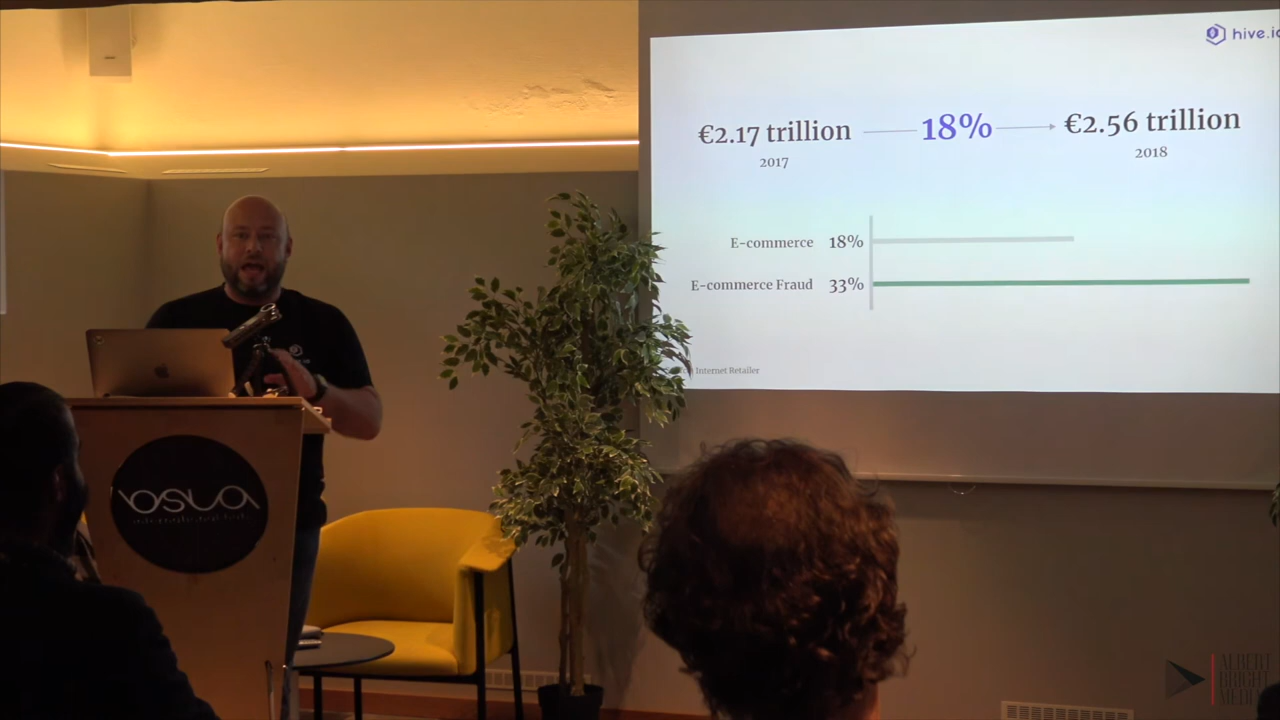 hive.io
€2.17 trillion
18%
€2.56 trillion
2017
2018
E-commerce 18%
E-commerce Fraud 33%
Internet Retailer
OSUO
ALBERT
BRIGHT
MEDIA